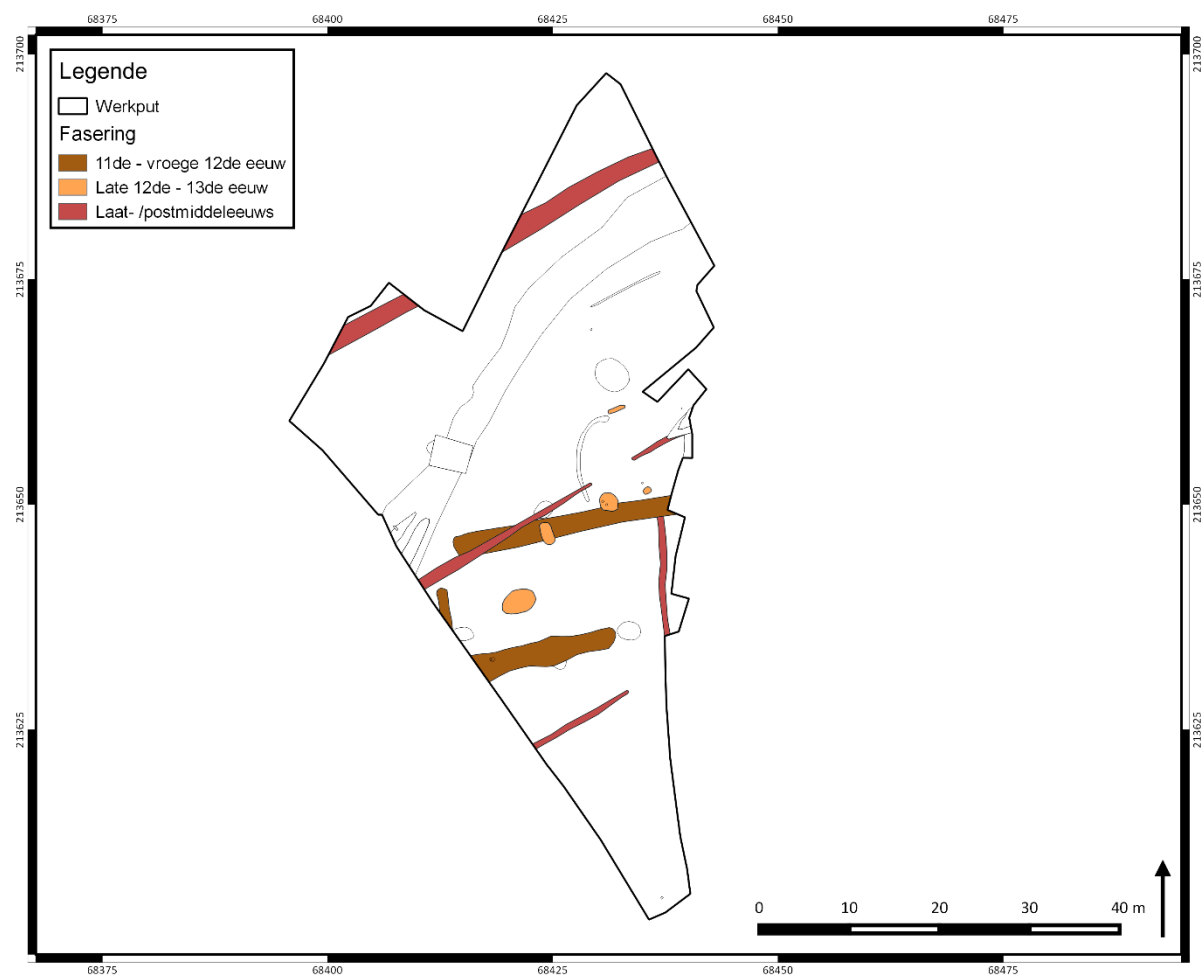 68375 68400 68425 68450 68475
213700 213700
Legende
Werkput
Fasering
11de - vroege 12de eeuw
Late 12de - 13de eeuw
Laat- /postmiddeleeuws
213675 213675
213650 213650
213625 213625
0 10 20 30 40 m
68375 68400 68425 68450 68475